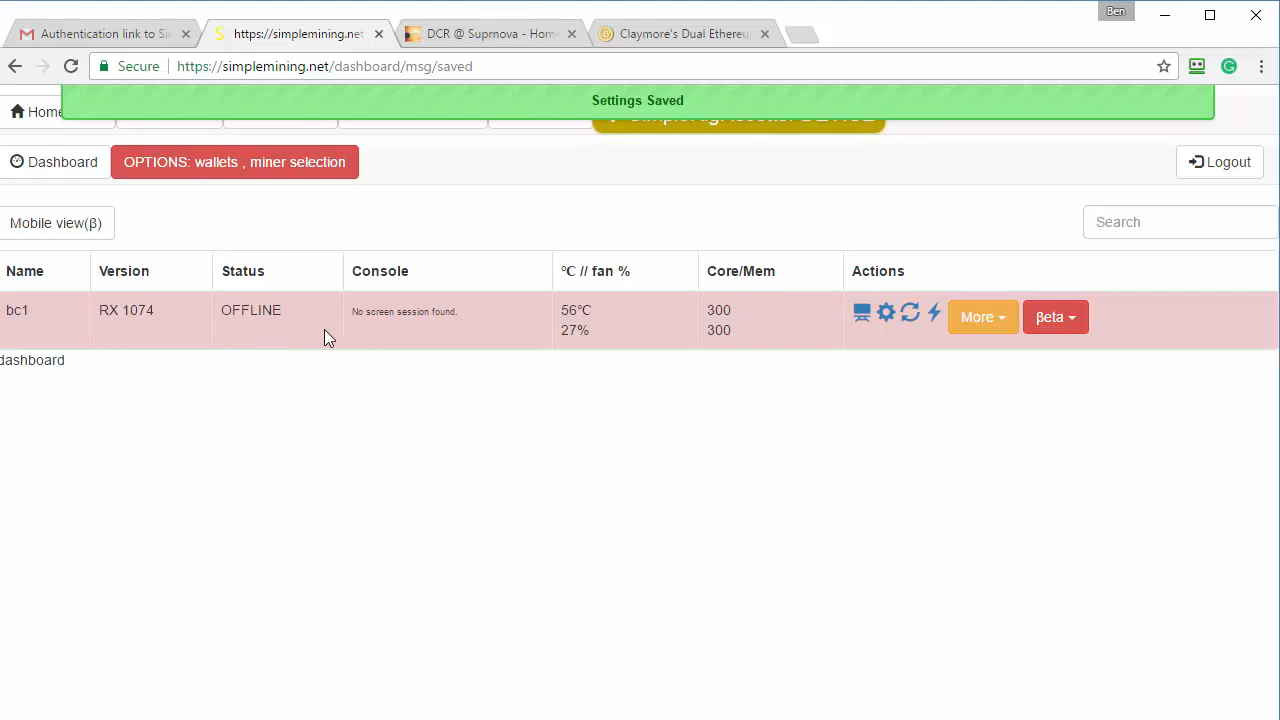 Ben
Authentication link to Si
https://simplemining.net
DCR @ Suprnova - Hom
Claymore's Dual Ethereu
Secure
https://simplemining.net/dashboard/msg/saved
Settings Saved
Home
Dashboard
OPTIONS: wallets , miner selection
Logout
Mobile view(β)
Search
Name Version Status Console °C // fan % Core/Mem Actions
bc1 RX 1074 OFFLINE No screen session found. 56°C 300 More βeta
27% 300
dashboard